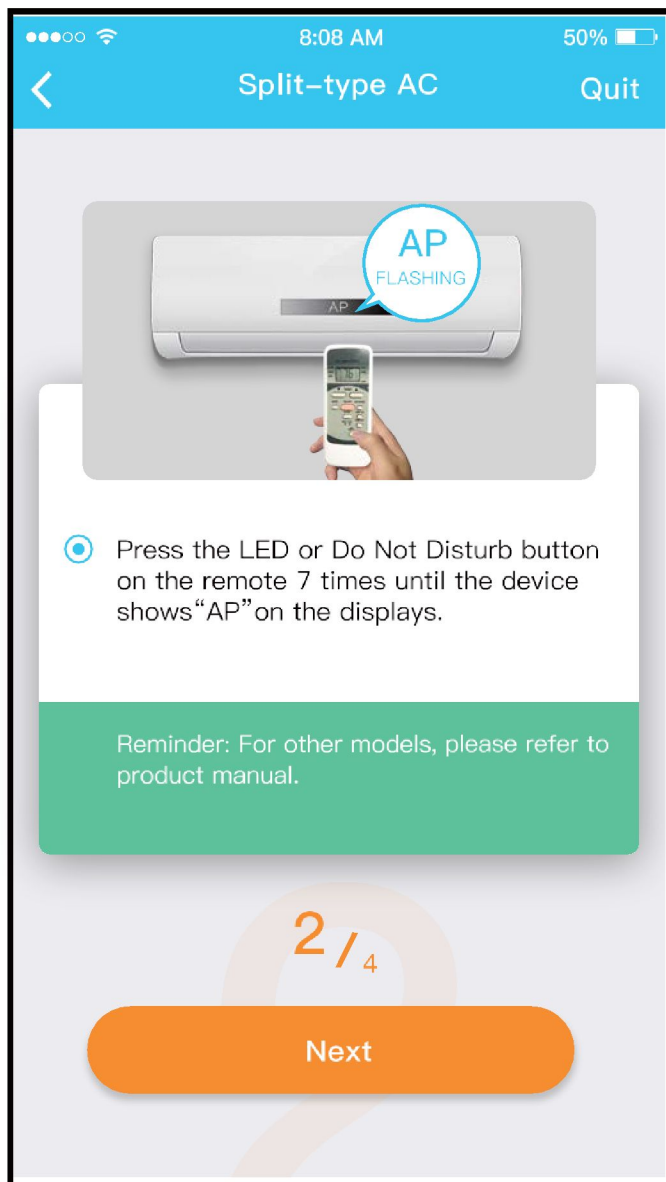 8:08 AM
50%
Split-type AC
Quit
AP
FLASHING
AP
Press the LED or Do Not Disturb button
on the remote 7 times until the device
shows“AP”on the displays.
Reminder: For other models, please refer to
product manual.
2/4
Next